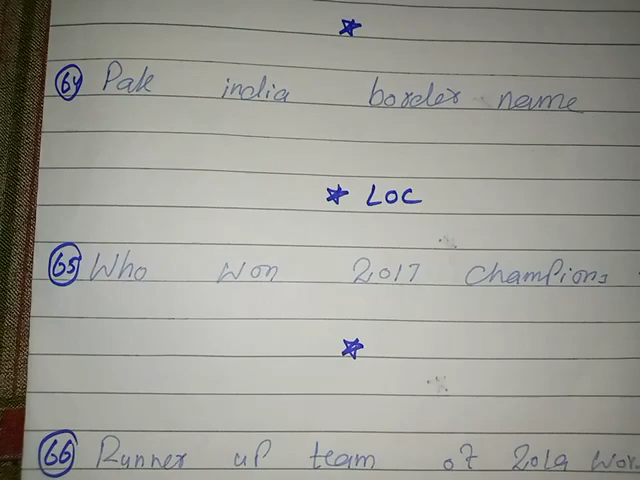 64 Pak india border name
LOC
65 Who won 2017 Champions
66 Runner up team of 2019